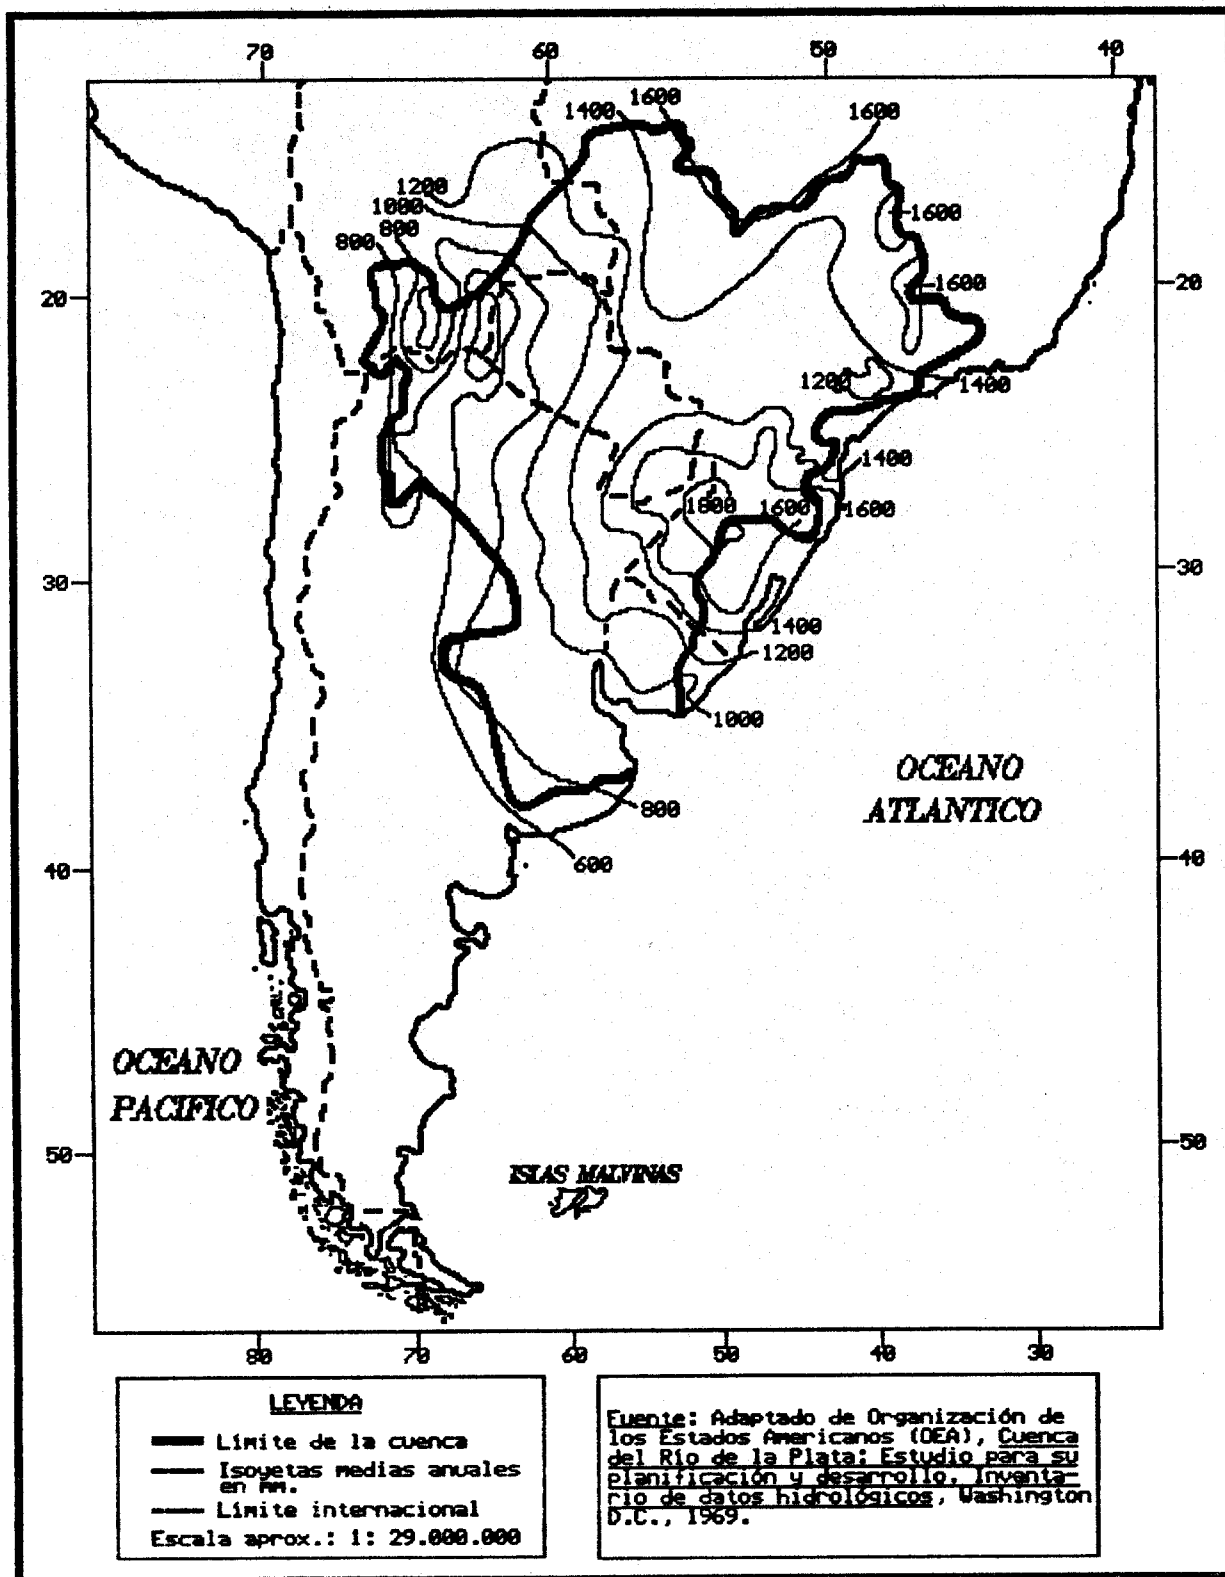 70 60 50 40
1400
1600
1600
1200
1000
800
800
1600
1600
20
20
1200
1400
1400
1800
1600
1600
30
30
1400
1200
1000
OCEANO
ATLANTICO
800
600
40
40
OCEANO
PACIFICO
50
50
ISLAS MALVINAS
80 70 60 50 40 30
LEYENDA
Límite de la cuenca
Isoyetas medias anuales
en mm.
Límite internacional
Escala aprox.: 1: 29.000.000
Fuente: Adaptado de Organización de
los Estados Americanos (OEA), Cuenca
del Río de la Plata: Estudio para su
planificación y desarrollo. Inventa-
rio de datos hidrológicos, Washington
D.C., 1969.